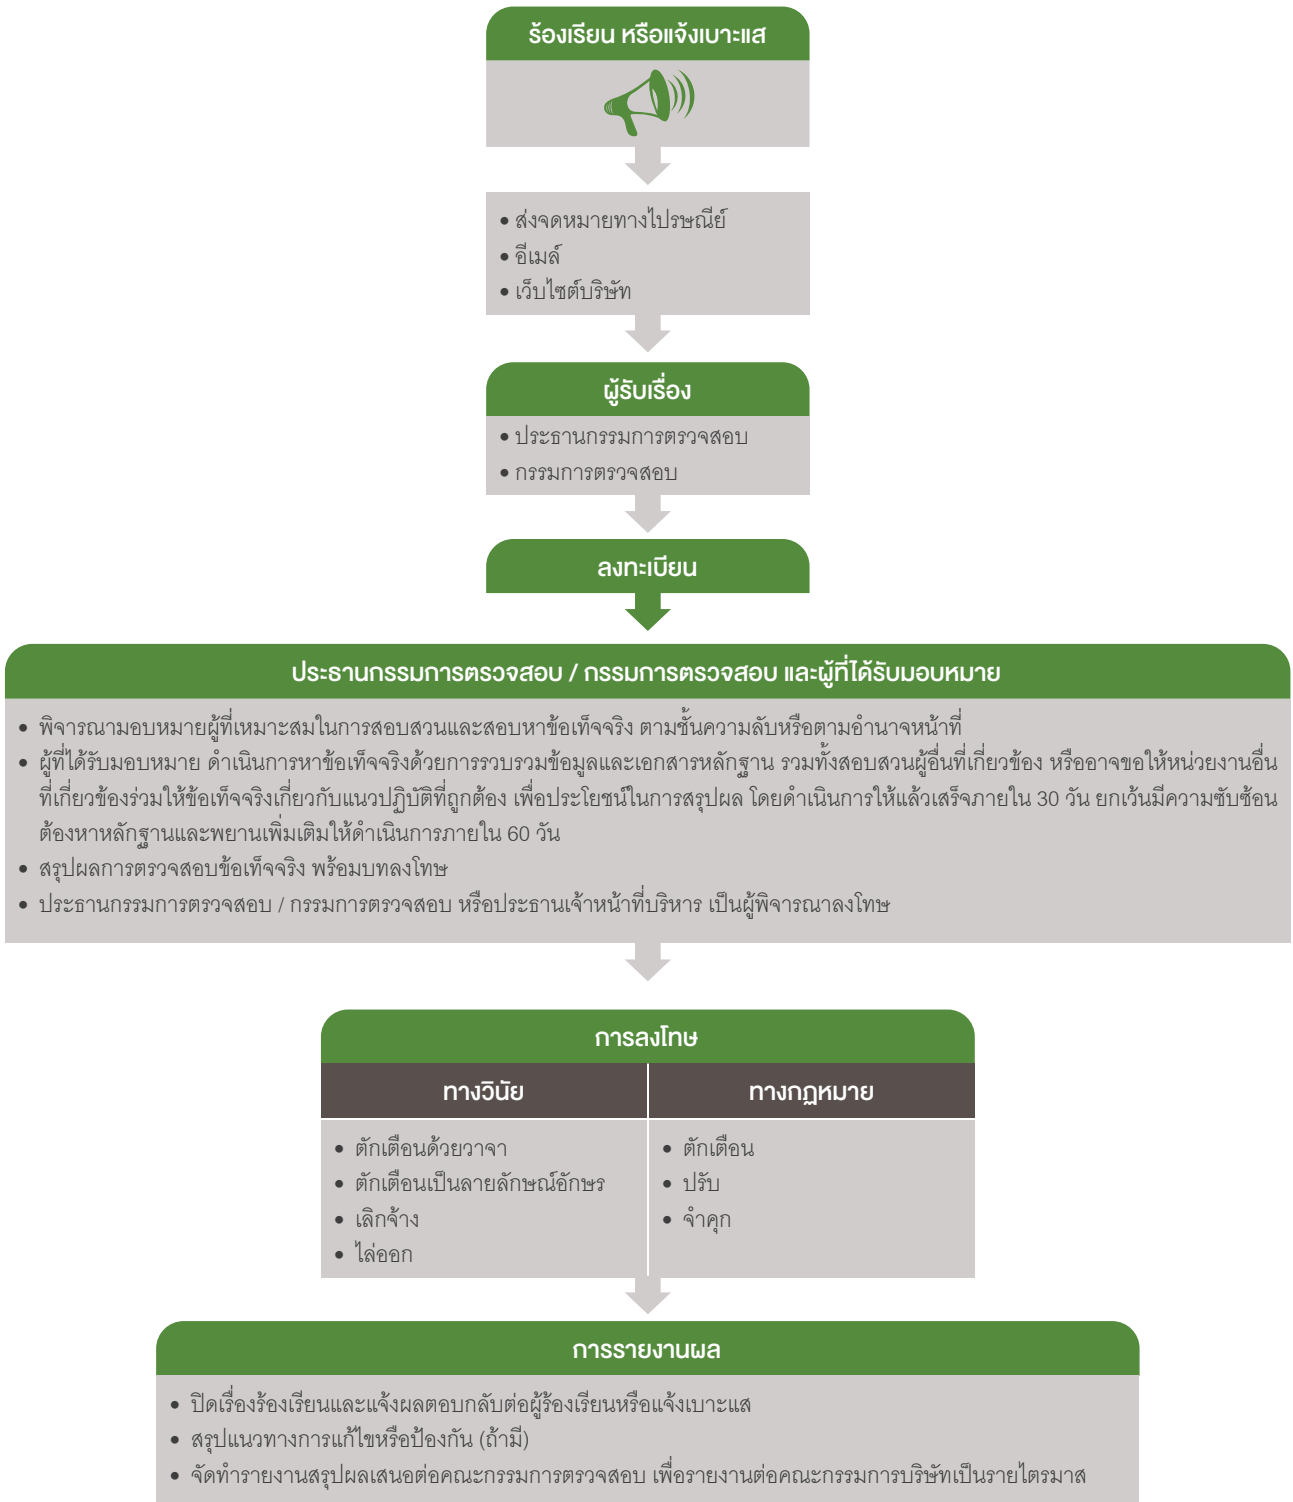 ร้องเรียน หรือแจ้งเบาะแส
• ส่งจดหมายทางไปรษณีย์
• อีเมล์
• เว็บไซต์บริษัท
ผู้รับเรื่อง
• ประธานกรรมการตรวจสอบ
• กรรมการตรวจสอบ
ลงทะเบียน
ประธานกรรมการตรวจสอบ / กรรมการตรวจสอบ และผู้ที่ได้รับมอบหมาย
• พิจารณามอบหมายผู้ที่เหมาะสมในการสอบสวนและสอบหาข้อเท็จจริง ตามชั้นความลับหรือตามอำนาจหน้าที่
• ผู้ที่ได้รับมอบหมาย ดำเนินการหาข้อเท็จจริงด้วยการรวบรวมข้อมูลและเอกสารหลักฐาน รวมทั้งสอบสวนผู้อื่นที่เกี่ยวข้อง หรืออาจขอให้หน่วยงานอื่น
ที่เกี่ยวข้องร่วมให้ข้อเท็จจริงเกี่ยวกับแนวปฏิบัติที่ถูกต้อง เพื่อประโยชน์ในการสรุปผล โดยดำเนินการให้แล้วเสร็จภายใน 30 วัน ยกเว้นมีความซับซ้อน
ต้องหาหลักฐานและพยานเพิ่มเติมให้ดำเนินการภายใน 60 วัน
• สรุปผลการตรวจสอบข้อเท็จจริง พร้อมบทลงโทษ
• ประธานกรรมการตรวจสอบ / กรรมการตรวจสอบ หรือประธานเจ้าหน้าที่บริหาร เป็นผู้พิจารณาลงโทษ
การลงโทษ
ทางวินัย
• ตักเตือนด้วยวาจา
• ตักเตือนเป็นลายลักษณ์อักษร
• เลิกจ้าง
• ไล่ออก
ทางกฎหมาย
• ตักเตือน
• ปรับ
• จำคุก
การรายงานผล
• ปิดเรื่องร้องเรียนและแจ้งผลตอบกลับต่อผู้ร้องเรียนหรือแจ้งเบาะแส
• สรุปแนวทางการแก้ไขหรือป้องกัน (ถ้ามี)
• จัดทำรายงานสรุปผลเสนอต่อคณะกรรมการตรวจสอบ เพื่อรายงานต่อคณะกรรมการบริษัทเป็นรายไตรมาส